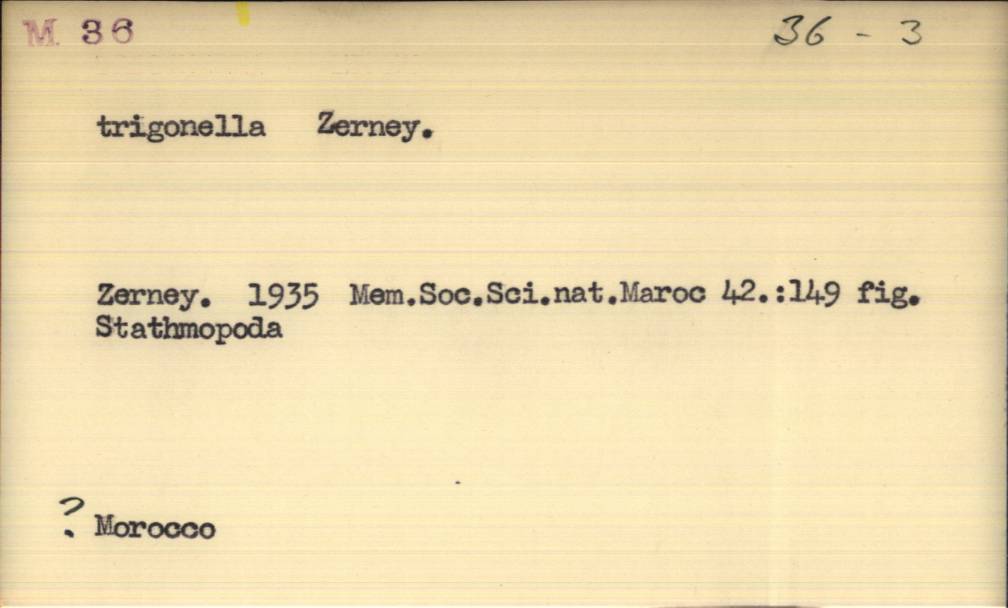 M. 36
36 - 3
trigonella Zerney.
Zerney. 1935 Mem.Soc.Sci.nat.Maroc 42.:149 fig.
Stathmopoda
? Morocco